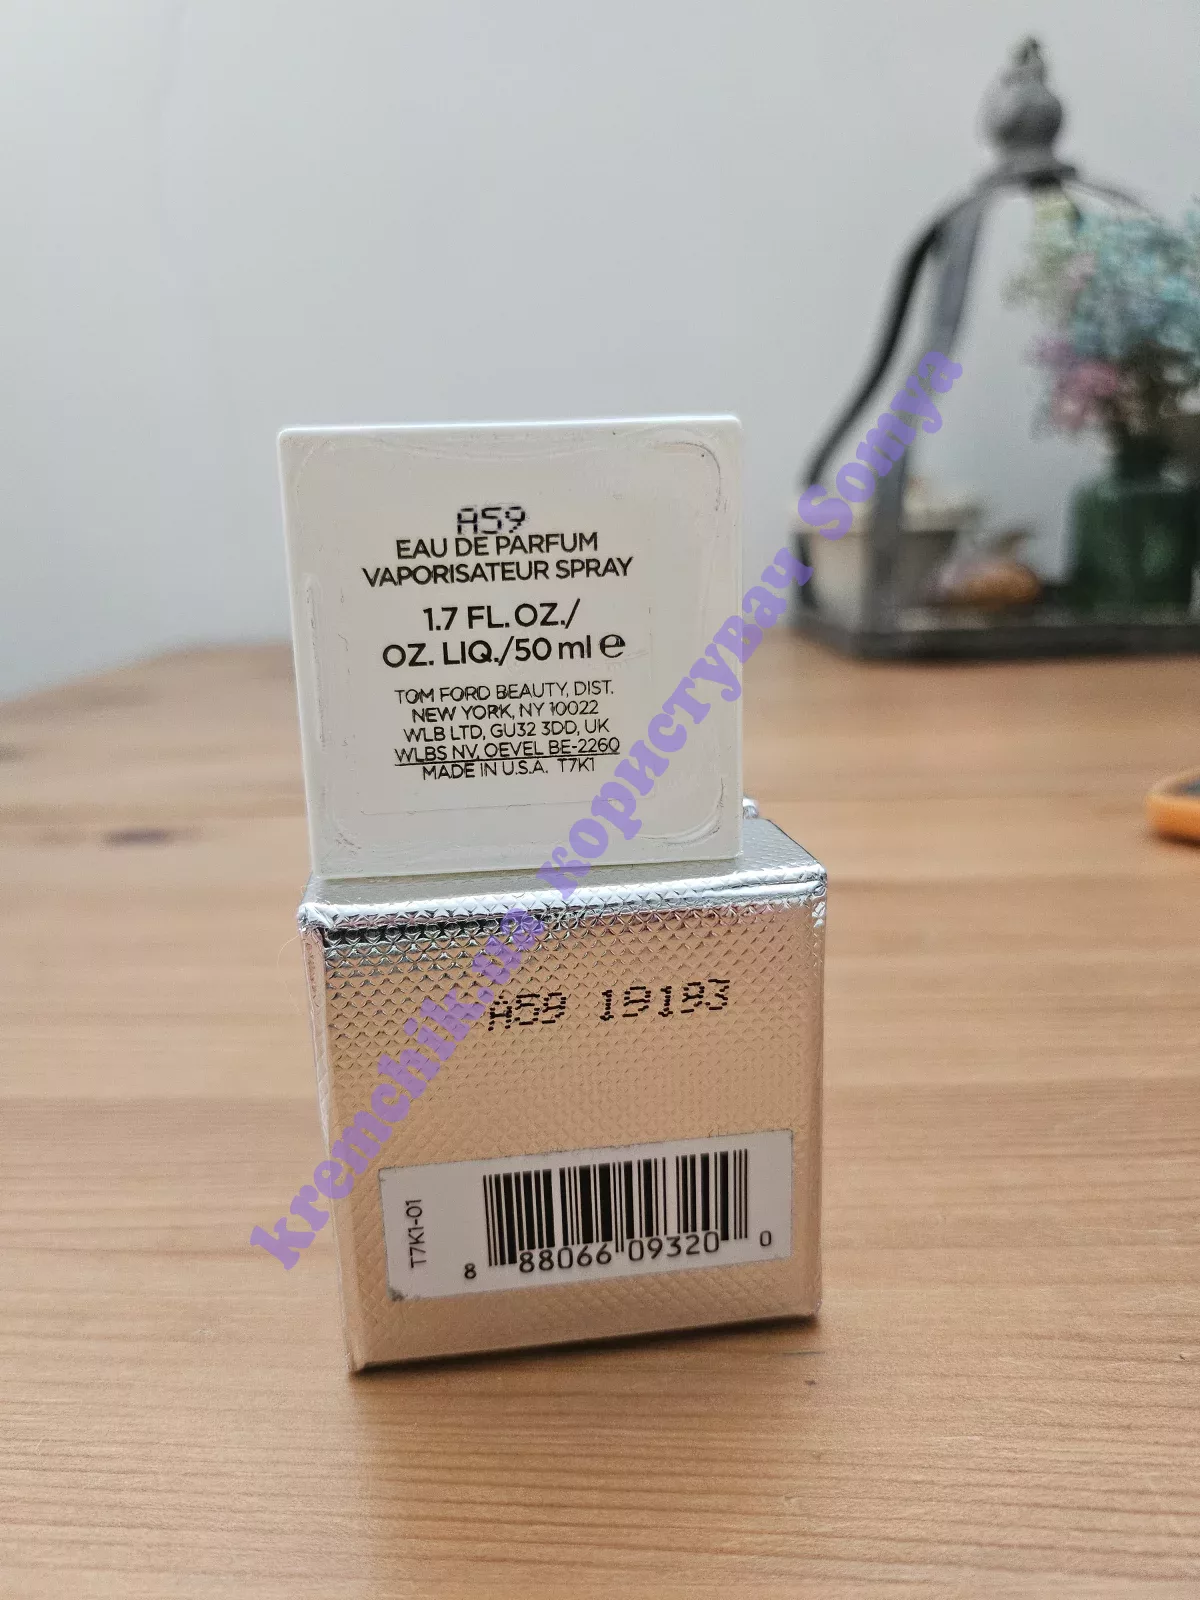 A59
EAU DE PARFUM
VAPORISATEUR SPRAY
1.7 FL. OZ./
OZ. LIQ./50 ml ℮
TOM FORD BEAUTY, DIST.
NEW YORK, NY 10022
WLB LTD, GU32 3DD, UK
WLBS NV, OEVEL BE-2260
MADE IN U.S.A. T7K1
A59 19193
T7K1-01
8 88066 09320 0
kremchik.ua користувач Somya